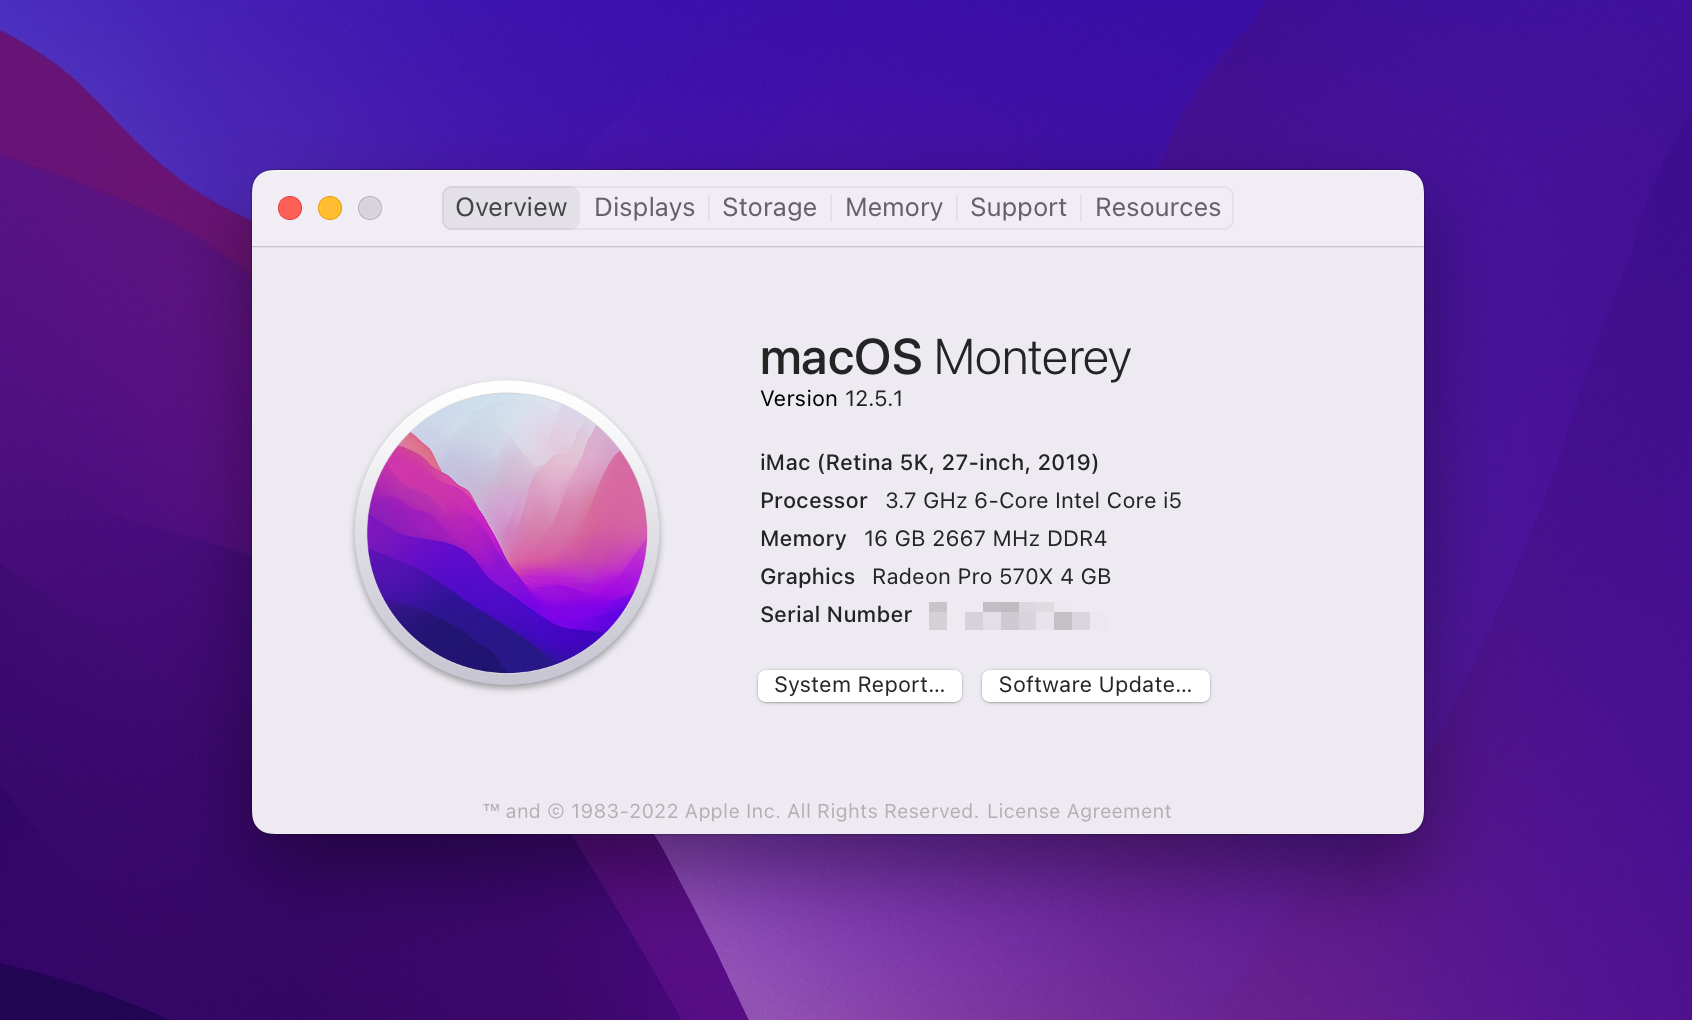 Overview Displays Storage Memory Support Resources
macOS Monterey
Version 12.5.1
iMac (Retina 5K, 27-inch, 2019)
Processor 3.7 GHz 6-Core Intel Core i5
Memory 16 GB 2667 MHz DDR4
Graphics Radeon Pro 570X 4 GB
Serial Number
System Report... Software Update...
™ and © 1983-2022 Apple Inc. All Rights Reserved. License Agreement